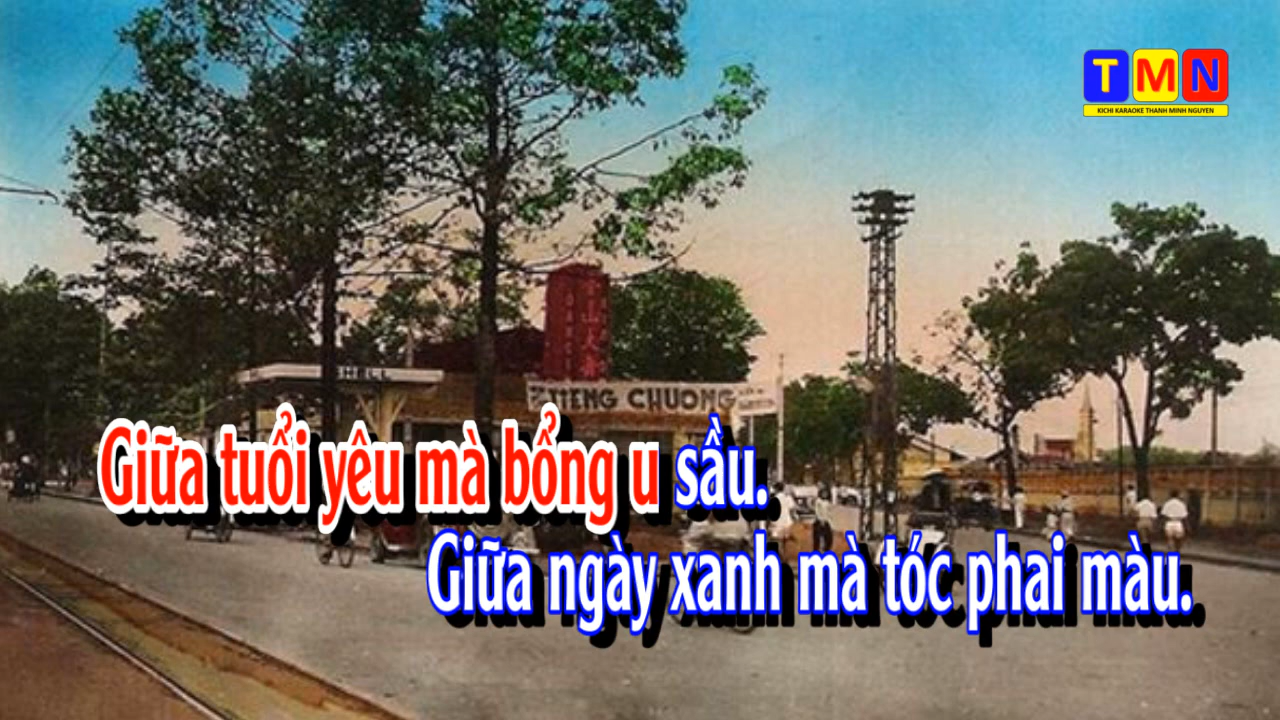 TMN
KICHI KARAOKE THANH MINH NGUYEN
SHELL
TIENG CHUONG
Giữa tuổi yêu mà bổng u sầu.
Giữa ngày xanh mà tóc phai màu.